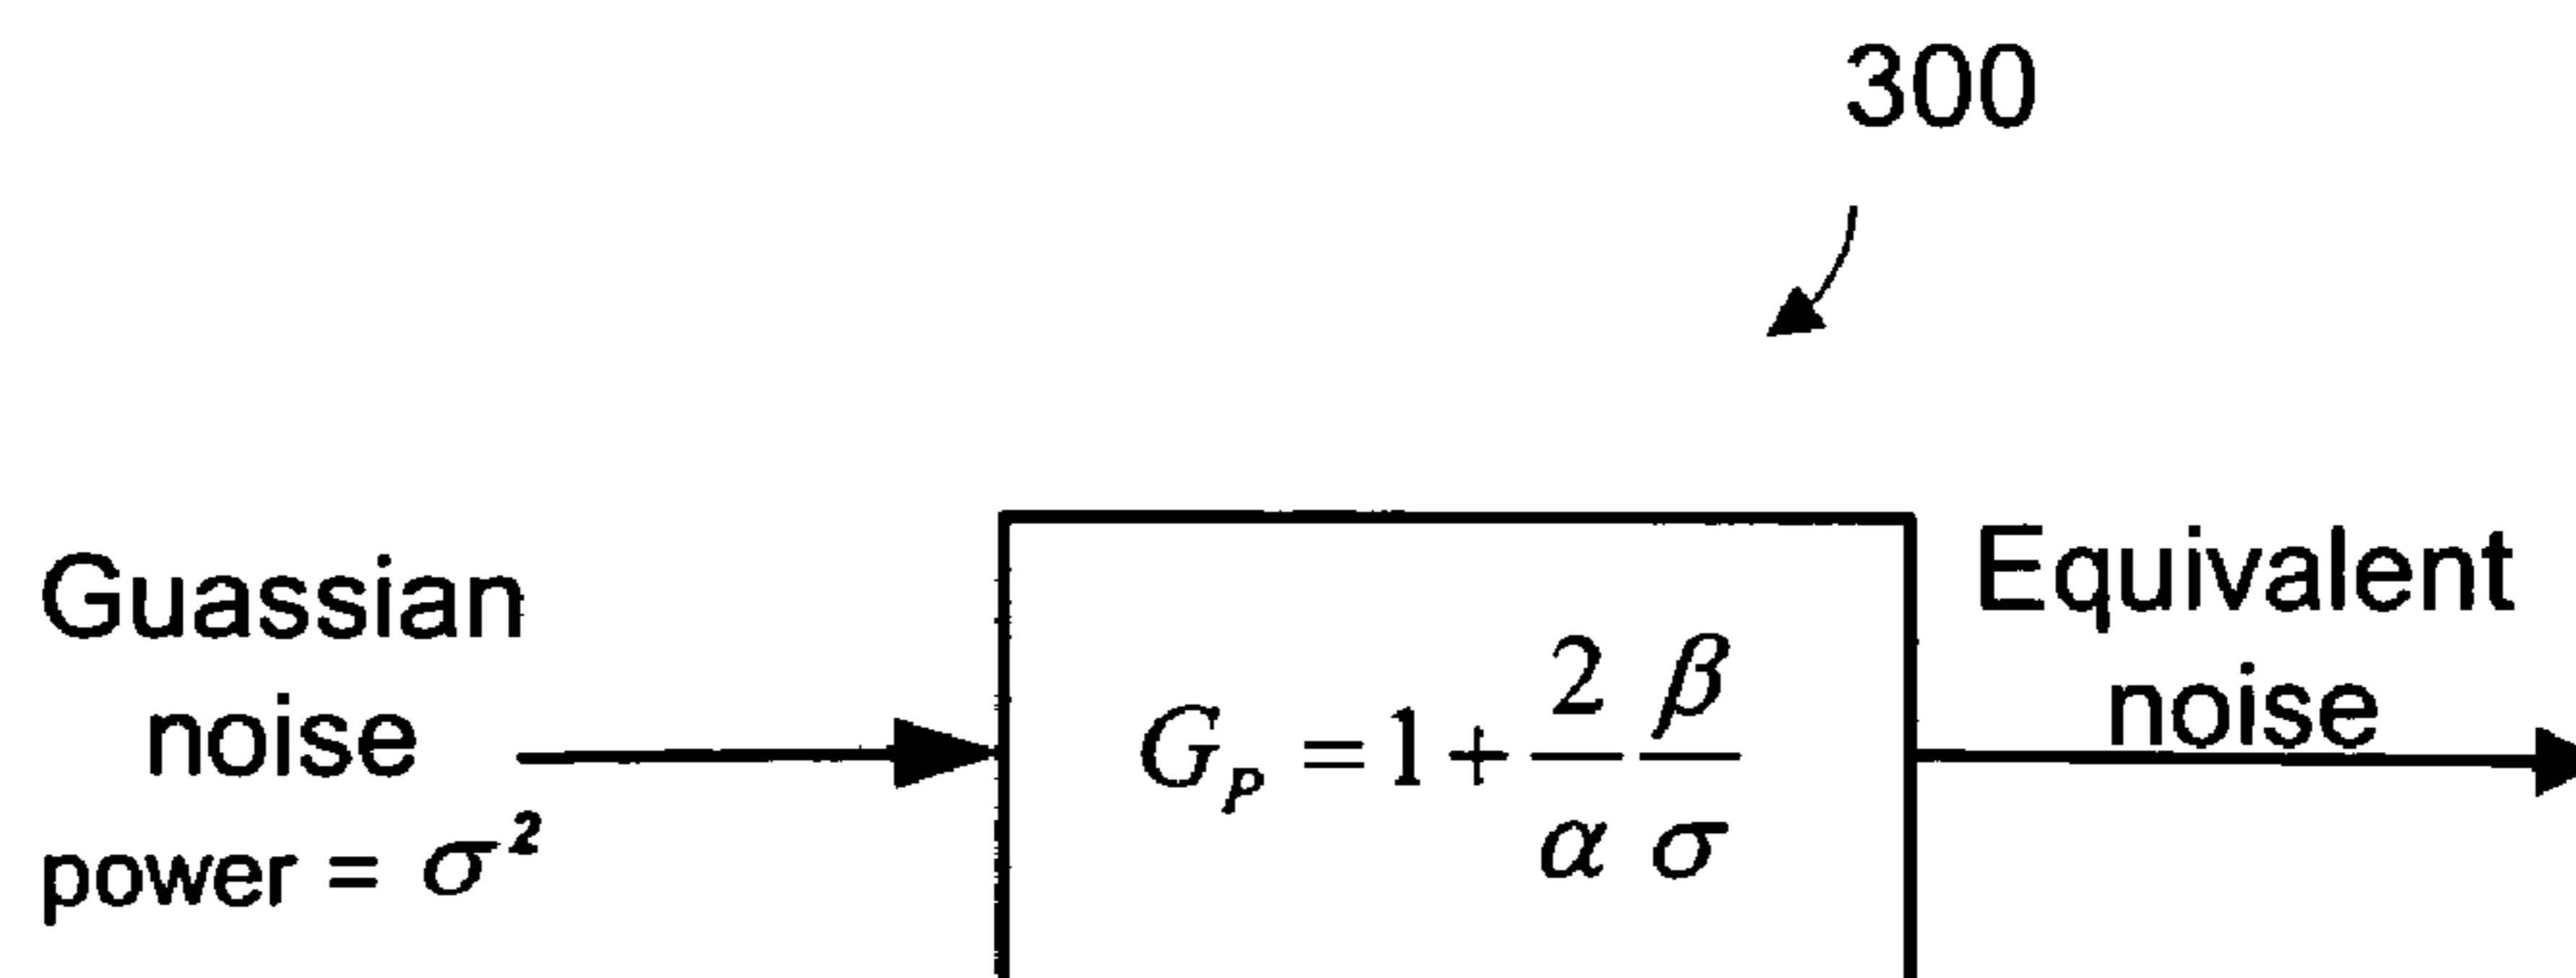 300
Guassian
noise
power = σ²
G_P = 1 + 2/α β/σ
Equivalent
noise